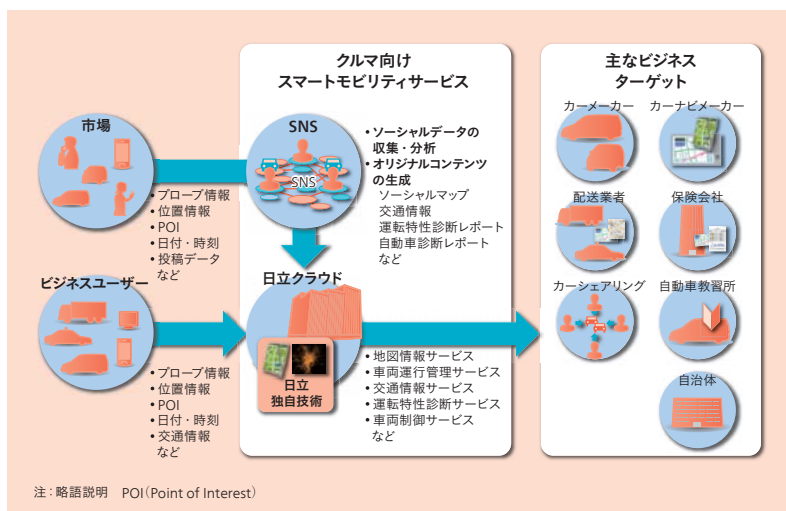 クルマ向け
スマートモビリティサービス
主なビジネス
ターゲット
市場
SNS
SNS
•ソーシャルデータの
収集・分析
•オリジナルコンテンツ
の生成
ソーシャルマップ
交通情報
運転特性診断レポート
自動車診断レポート
など
•プローブ情報
•位置情報
•POI
•日付・時刻
•投稿データ
など
ビジネスユーザー
日立クラウド
日立
独自技術
•プローブ情報
•位置情報
•POI
•日付・時刻
•交通情報
など
•地図情報サービス
•車両運行管理サービス
•交通情報サービス
•運転特性診断サービス
•車両制御サービス
など
カーメーカー
カーナビメーカー
配送業者
保険会社
カーシェアリング
自動車教習所
自治体
注：略語説明 POI（Point of Interest）